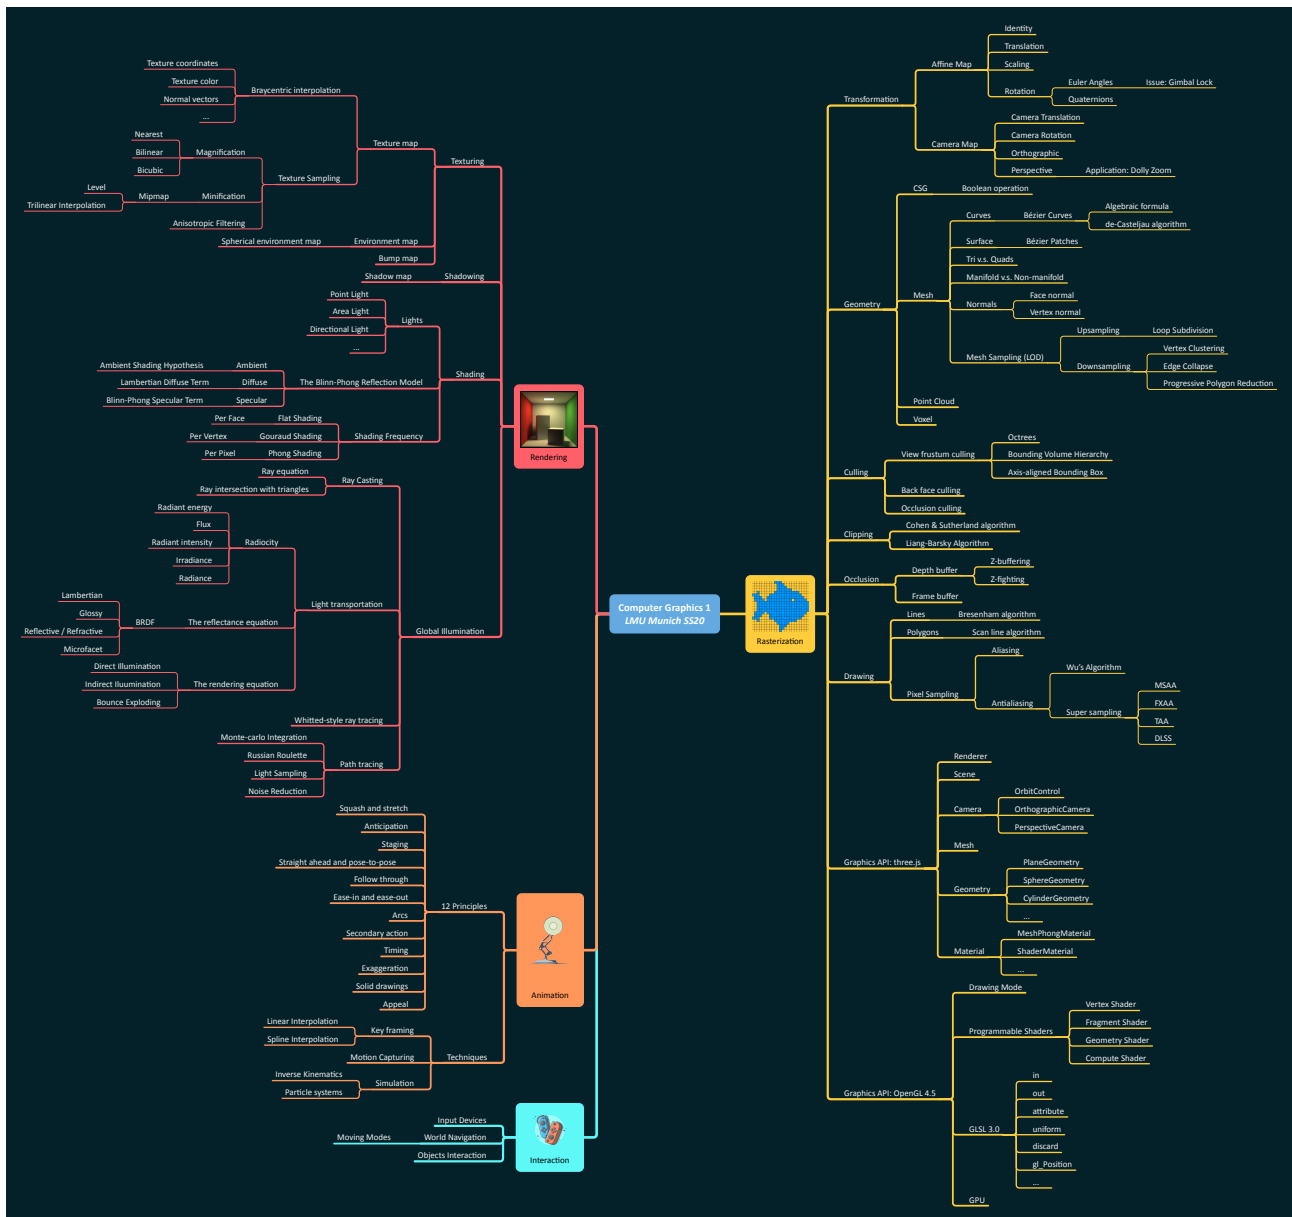 Computer Graphics 1
LMU Munich SS20
Rendering
Texturing
Texture map
Braycentric interpolation
Texture coordinates
Texture color
Normal vectors
...
Texture Sampling
Magnification
Nearest
Bilinear
Bicubic
Minification
Mipmap
Level
Trilinear Interpolation
Anisotropic Filtering
Environment map
Spherical environment map
Bump map
Shadowing
Shadow map
Shading
Lights
Point Light
Area Light
Directional Light
...
The Blinn-Phong Reflection Model
Ambient
Ambient Shading Hypothesis
Diffuse
Lambertian Diffuse Term
Specular
Blinn-Phong Specular Term
Shading Frequency
Flat Shading
Per Face
Gouraud Shading
Per Vertex
Phong Shading
Per Pixel
Global Illumination
Ray Casting
Ray equation
Ray intersection with triangles
Light transportation
Radiocity
Radiant energy
Flux
Radiant intensity
Irradiance
Radiance
The reflectance equation
BRDF
Lambertian
Glossy
Reflective / Refractive
Microfacet
The rendering equation
Direct Illumination
Indirect Iluumination
Bounce Exploding
Whitted-style ray tracing
Path tracing
Monte-carlo Integration
Russian Roulette
Light Sampling
Noise Reduction
Animation
12 Principles
Squash and stretch
Anticipation
Staging
Straight ahead and pose-to-pose
Follow through
Ease-in and ease-out
Arcs
Secondary action
Timing
Exaggeration
Solid drawings
Appeal
Techniques
Key framing
Linear Interpolation
Spline Interpolation
Motion Capturing
Simulation
Inverse Kinematics
Particle systems
Interaction
Input Devices
World Navigation
Moving Modes
Objects Interaction
Rasterization
Transformation
Affine Map
Identity
Translation
Scaling
Rotation
Euler Angles
Issue: Gimbal Lock
Quaternions
Camera Map
Camera Translation
Camera Rotation
Orthographic
Perspective
Application: Dolly Zoom
Geometry
CSG
Boolean operation
Mesh
Curves
Bézier Curves
Algebraic formula
de-Casteljau algorithm
Surface
Bézier Patches
Tri v.s. Quads
Manifold v.s. Non-manifold
Normals
Face normal
Vertex normal
Mesh Sampling (LOD)
Upsampling
Loop Subdivision
Downsampling
Vertex Clustering
Edge Collapse
Progressive Polygon Reduction
Point Cloud
Voxel
Culling
View frustum culling
Octrees
Bounding Volume Hierarchy
Axis-aligned Bounding Box
Back face culling
Occlusion culling
Clipping
Cohen & Sutherland algorithm
Liang-Barsky Algorithm
Occlusion
Depth buffer
Z-buffering
Z-fighting
Frame buffer
Drawing
Lines
Bresenham algorithm
Polygons
Scan line algorithm
Pixel Sampling
Aliasing
Antialiasing
Wu's Algorithm
Super sampling
MSAA
FXAA
TAA
DLSS
Graphics API: three.js
Renderer
Scene
Camera
OrbitControl
OrthographicCamera
PerspectiveCamera
Mesh
Geometry
PlaneGeometry
SphereGeometry
CylinderGeometry
...
Material
MeshPhongMaterial
ShaderMaterial
...
Graphics API: OpenGL 4.5
Drawing Mode
Programmable Shaders
Vertex Shader
Fragment Shader
Geometry Shader
Compute Shader
GLSL 3.0
in
out
attribute
uniform
discard
gl_Position
...
GPU